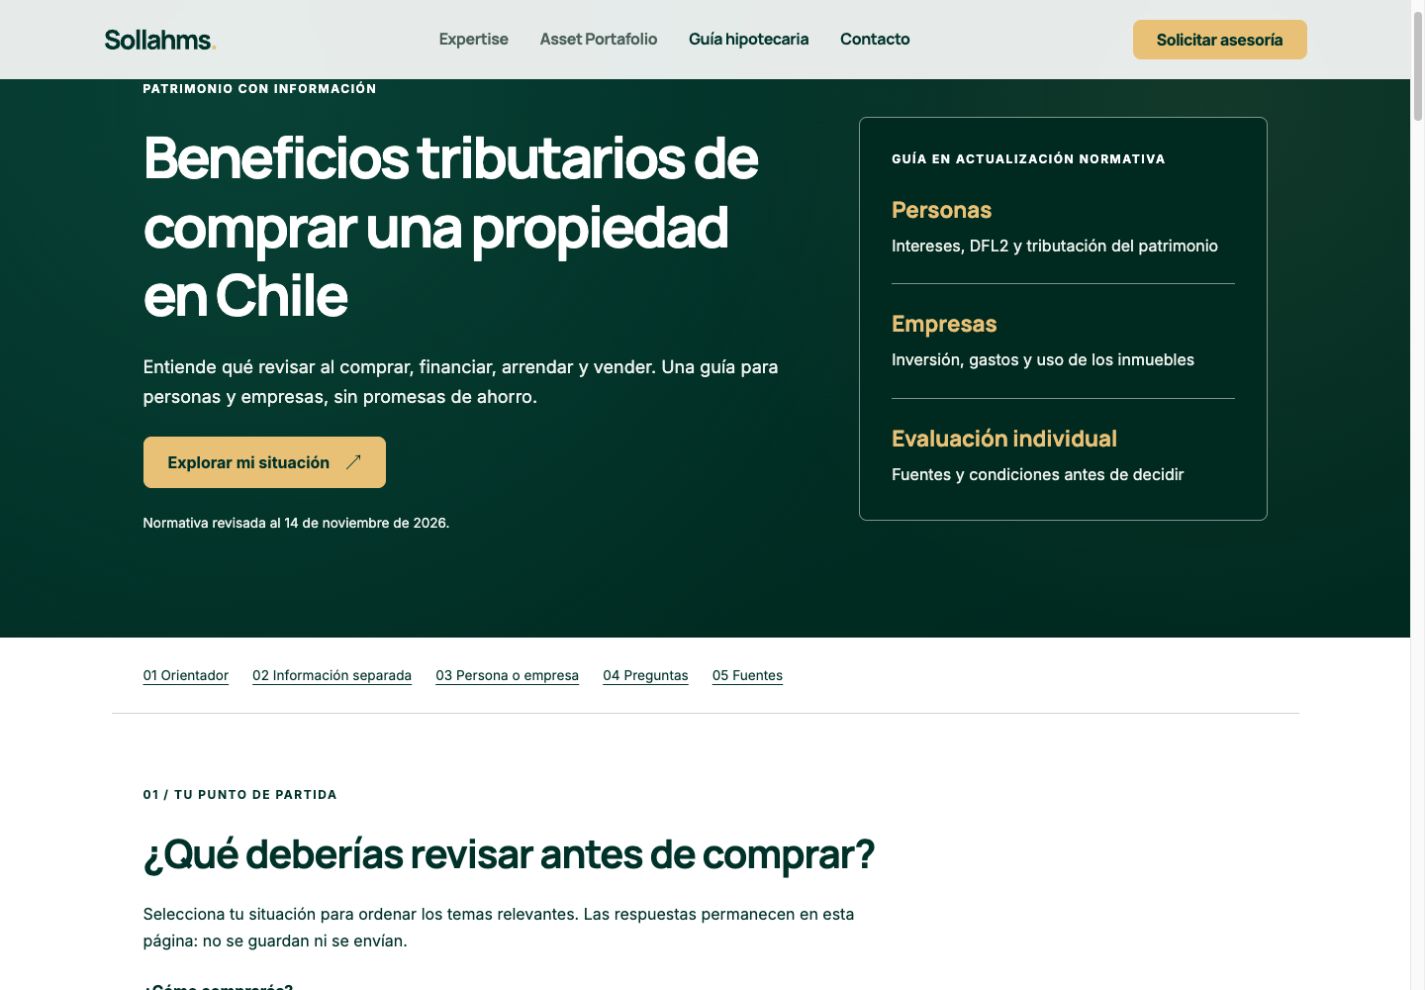 Sollahms.
Expertise
Asset Portafolio
Guía hipotecaria
Contacto
Solicitar asesoría
PATRIMONIO CON INFORMACIÓN
Beneficios tributarios de
comprar una propiedad
en Chile
Entiende qué revisar al comprar, financiar, arrendar y vender. Una guía para
personas y empresas, sin promesas de ahorro.
Explorar mi situación
Normativa revisada al 14 de noviembre de 2026.
GUÍA EN ACTUALIZACIÓN NORMATIVA
Personas
Intereses, DFL2 y tributación del patrimonio
Empresas
Inversión, gastos y uso de los inmuebles
Evaluación individual
Fuentes y condiciones antes de decidir
01 Orientador
02 Información separada
03 Persona o empresa
04 Preguntas
05 Fuentes
01 / TU PUNTO DE PARTIDA
¿Qué deberías revisar antes de comprar?
Selecciona tu situación para ordenar los temas relevantes. Las respuestas permanecen en esta
página: no se guardan ni se envían.
¿Cómo comprarás?